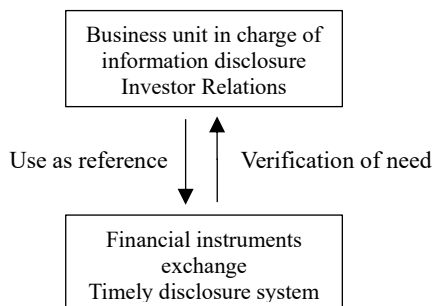 Business unit in charge of
information disclosure
Investor Relations
Use as reference
Verification of need
Financial instruments
exchange
Timely disclosure system